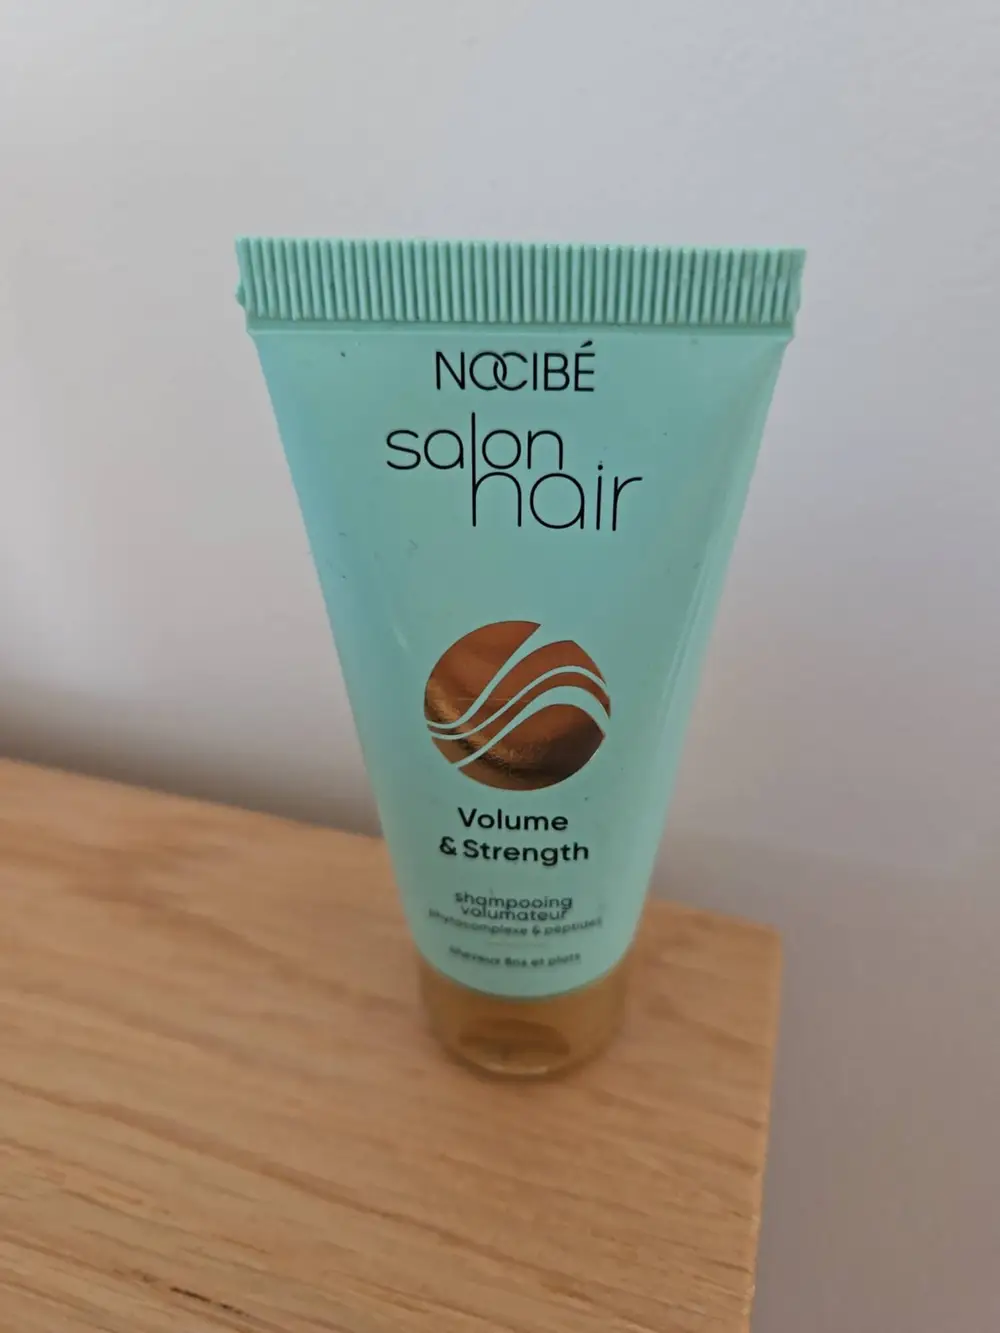 NOCIBÉ
salon
hair
Volume
& Strength
shampooing
volumateur
phytocomplexe & peptides
cheveux fins et plats